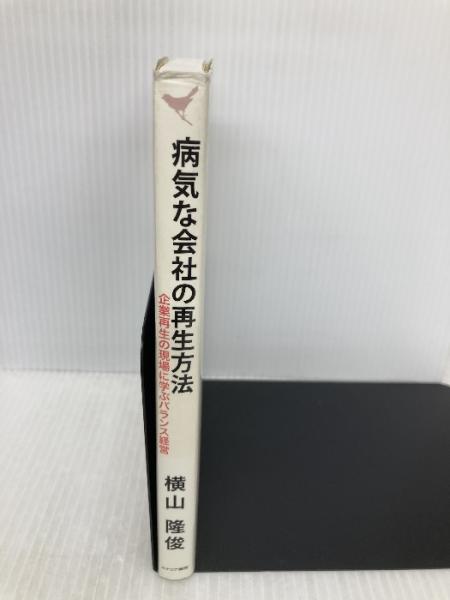 病気な会社の再生方法
企業再生の現場に学ぶバランス経営
横山 隆俊